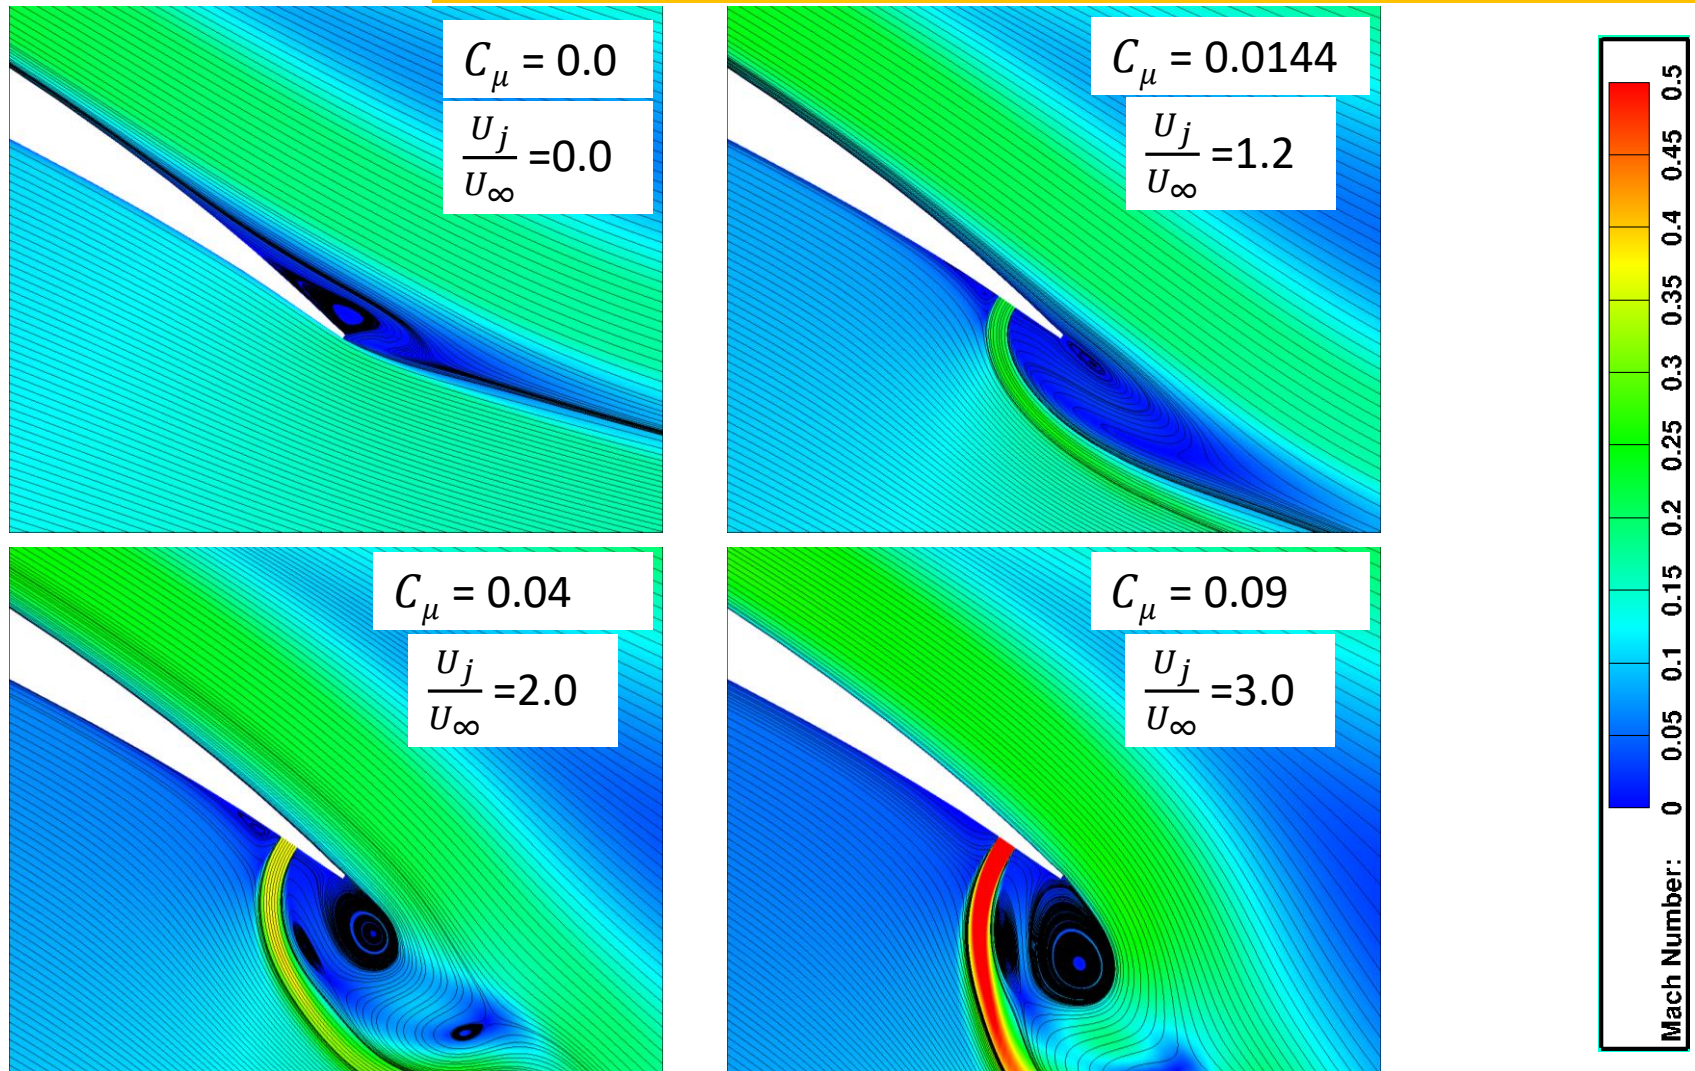 C_μ = 0.0
U_j/U_∞ =0.0
C_μ = 0.0144
U_j/U_∞ =1.2
C_μ = 0.04
U_j/U_∞ =2.0
C_μ = 0.09
U_j/U_∞ =3.0
Mach Number: 0 0.05 0.1 0.15 0.2 0.25 0.3 0.35 0.4 0.45 0.5